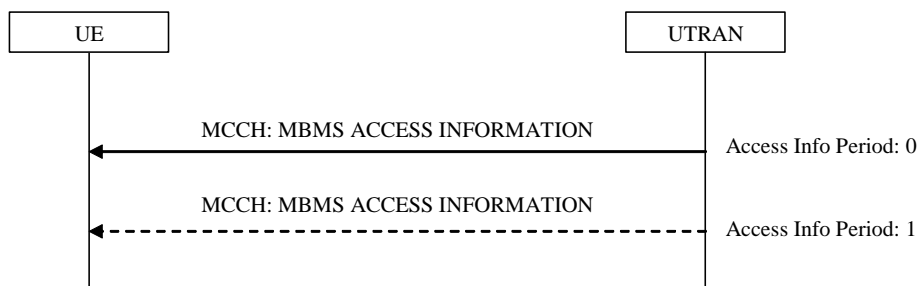 UE
UTRAN
MCCH: MBMS ACCESS INFORMATION
Access Info Period: 0
MCCH: MBMS ACCESS INFORMATION
Access Info Period: 1